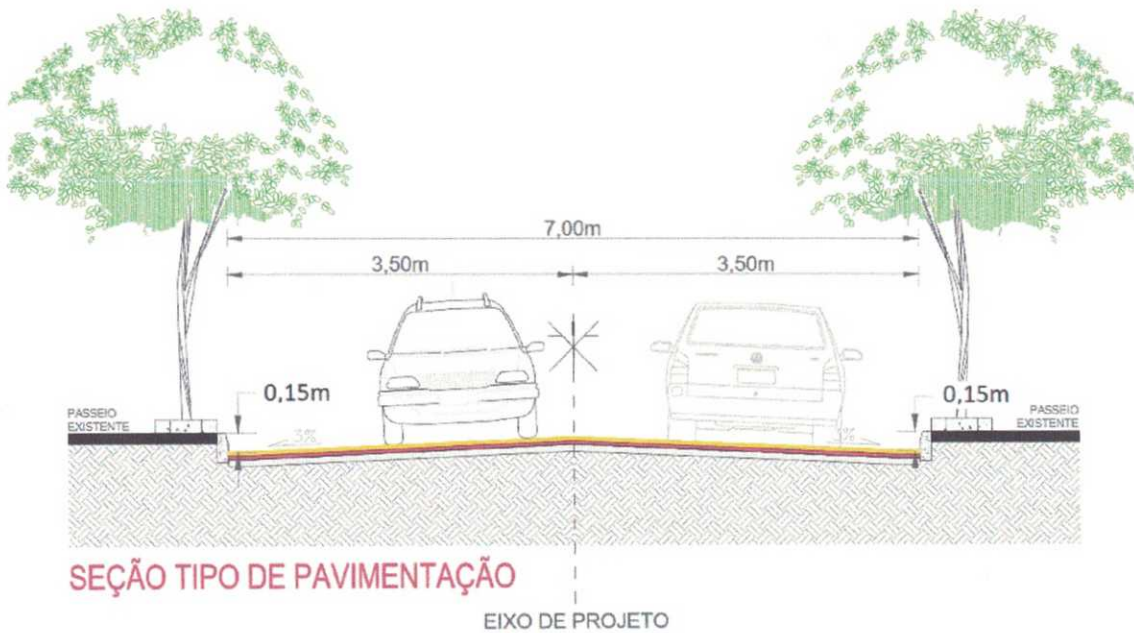 7,00m
3,50m
3,50m
0,15m
0,15m
PASSEIO
EXISTENTE
PASSEIO
EXISTENTE
3%
3%
SEÇÃO TIPO DE PAVIMENTAÇÃO
EIXO DE PROJETO